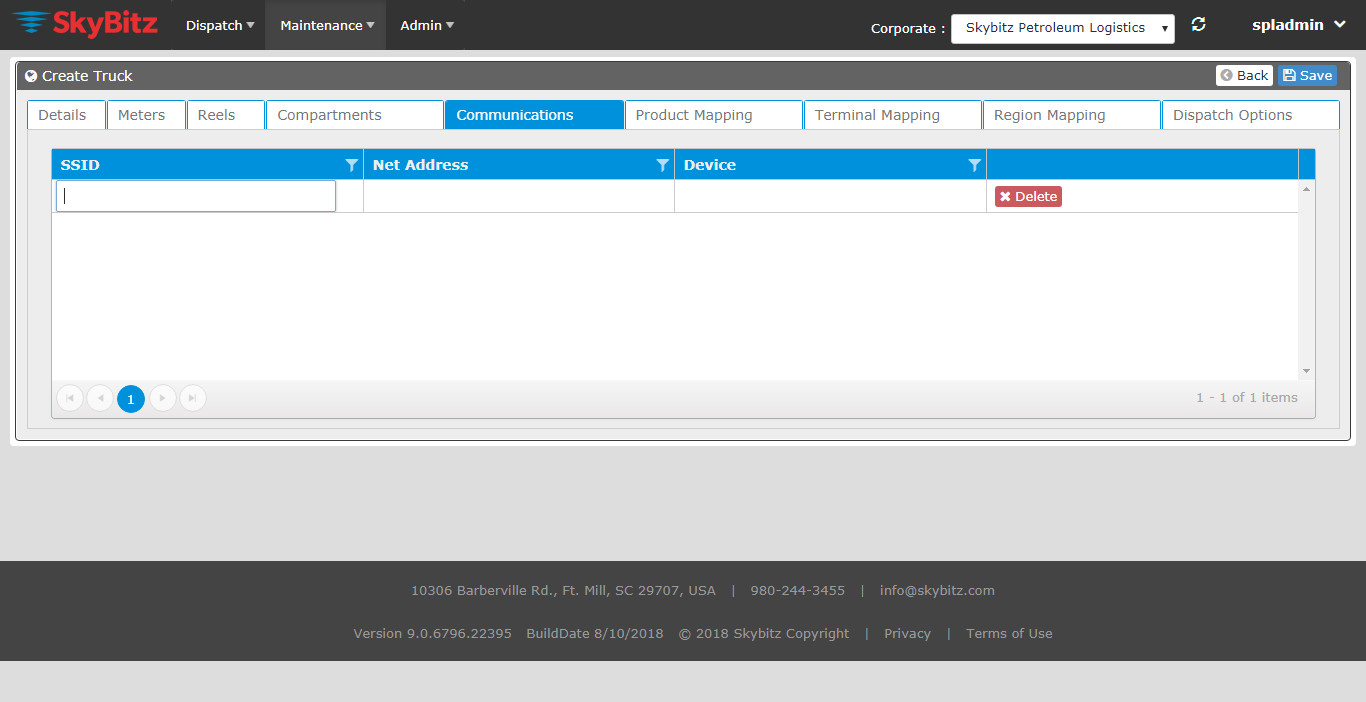 SkyBitz Dispatch Maintenance Admin Corporate : Skybitz Petroleum Logistics spladmin
Create Truck Back Save
Details Meters Reels Compartments Communications Product Mapping Terminal Mapping Region Mapping Dispatch Options
SSID Net Address Device
Delete
1 1 - 1 of 1 items
10306 Barberville Rd., Ft. Mill, SC 29707, USA | 980-244-3455 | info@skybitz.com
Version 9.0.6796.22395 BuildDate 8/10/2018 © 2018 Skybitz Copyright | Privacy | Terms of Use